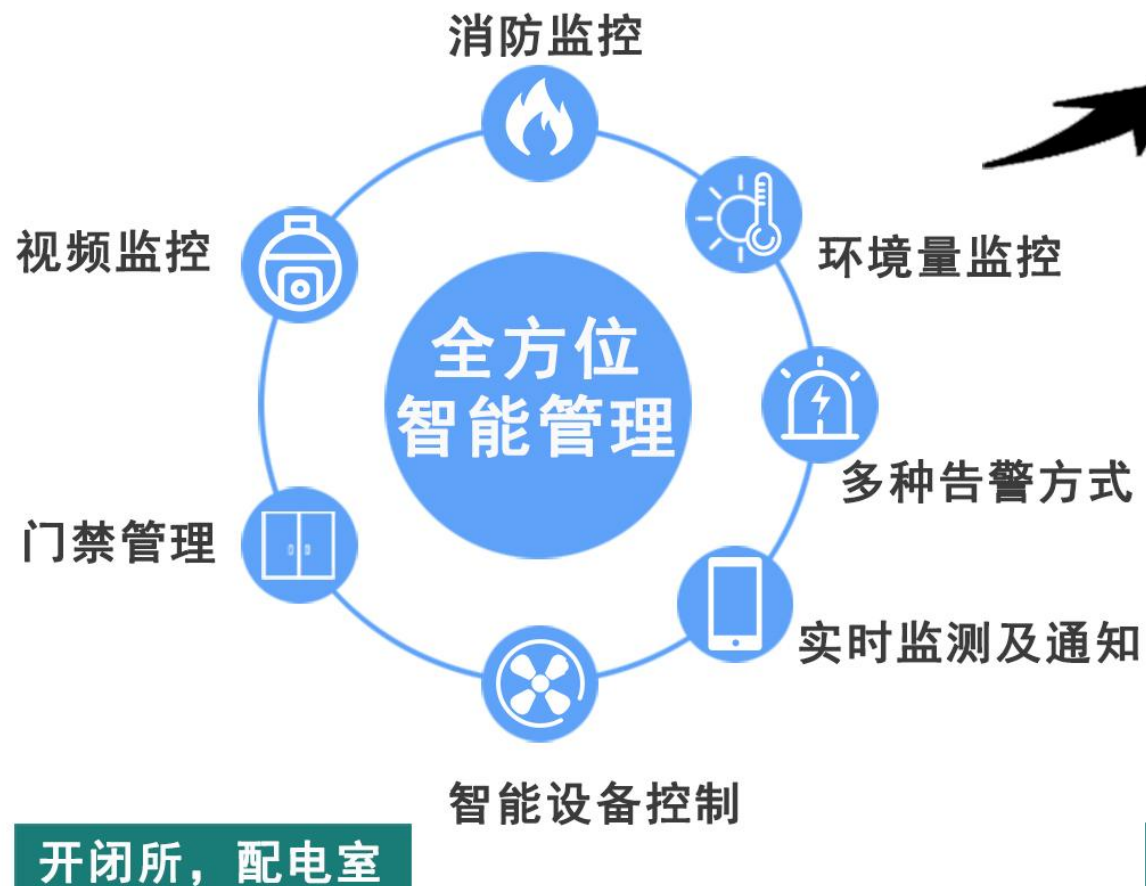 消防监控
视频监控
环境量监控
全方位
智能管理
多种告警方式
门禁管理
实时监测及通知
智能设备控制
开闭所，配电室